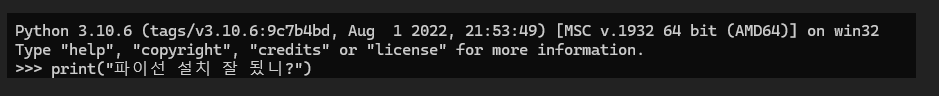 Python 3.10.6 (tags/v3.10.6:9c7b4bd, Aug  1 2022, 21:53:49) [MSC v.1932 64 bit (AMD64)] on win32
Type "help", "copyright", "credits" or "license" for more information.
>>> print("파이선 설치 잘 됐니?")